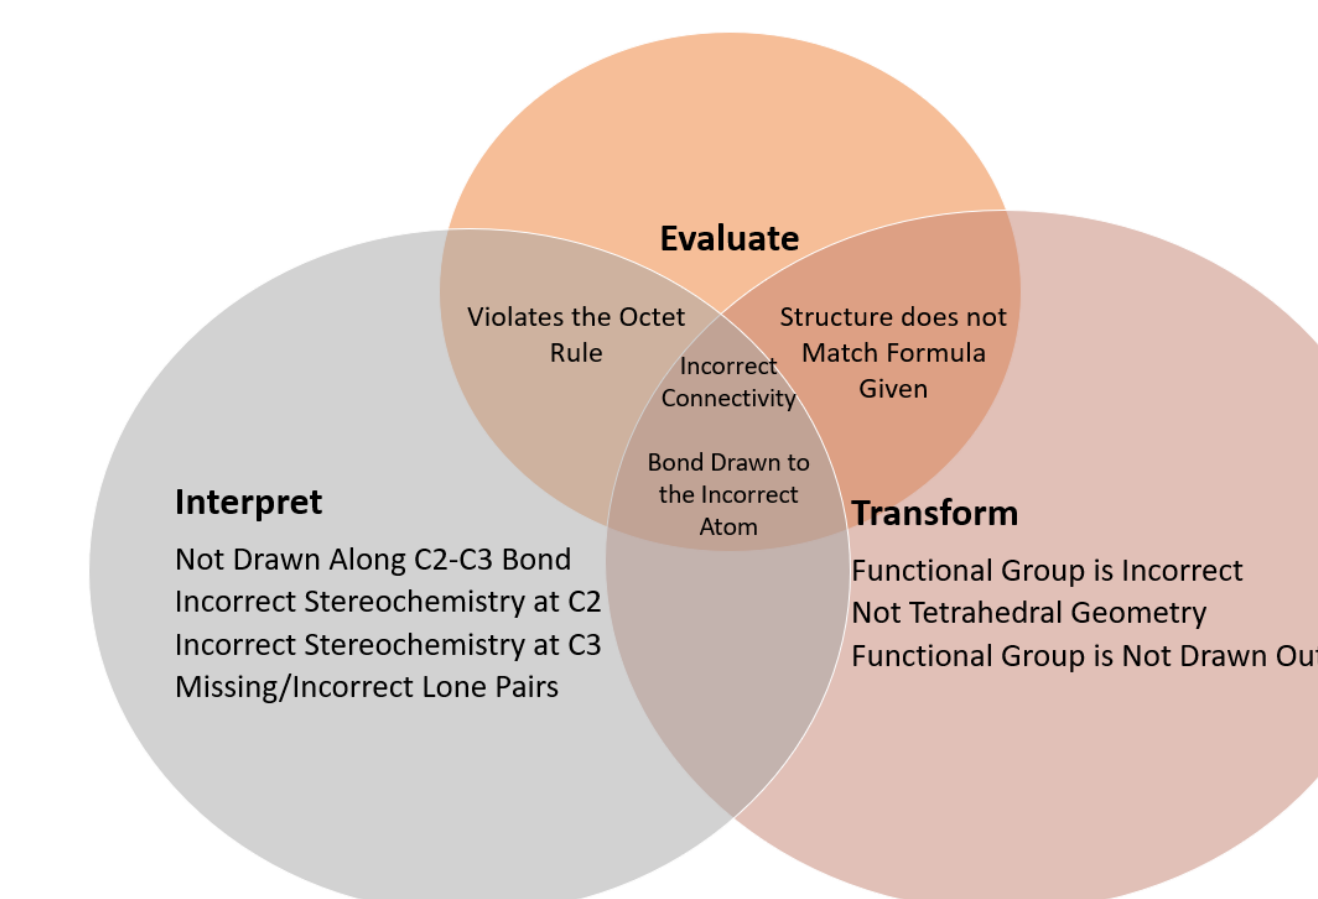 Evaluate
Violates the Octet
Rule
Structure does not
Match Formula
Given
Incorrect
Connectivity
Bond Drawn to
the Incorrect
Atom
Interpret
Not Drawn Along C2-C3 Bond
Incorrect Stereochemistry at C2
Incorrect Stereochemistry at C3
Missing/Incorrect Lone Pairs
Transform
Functional Group is Incorrect
Not Tetrahedral Geometry
Functional Group is Not Drawn